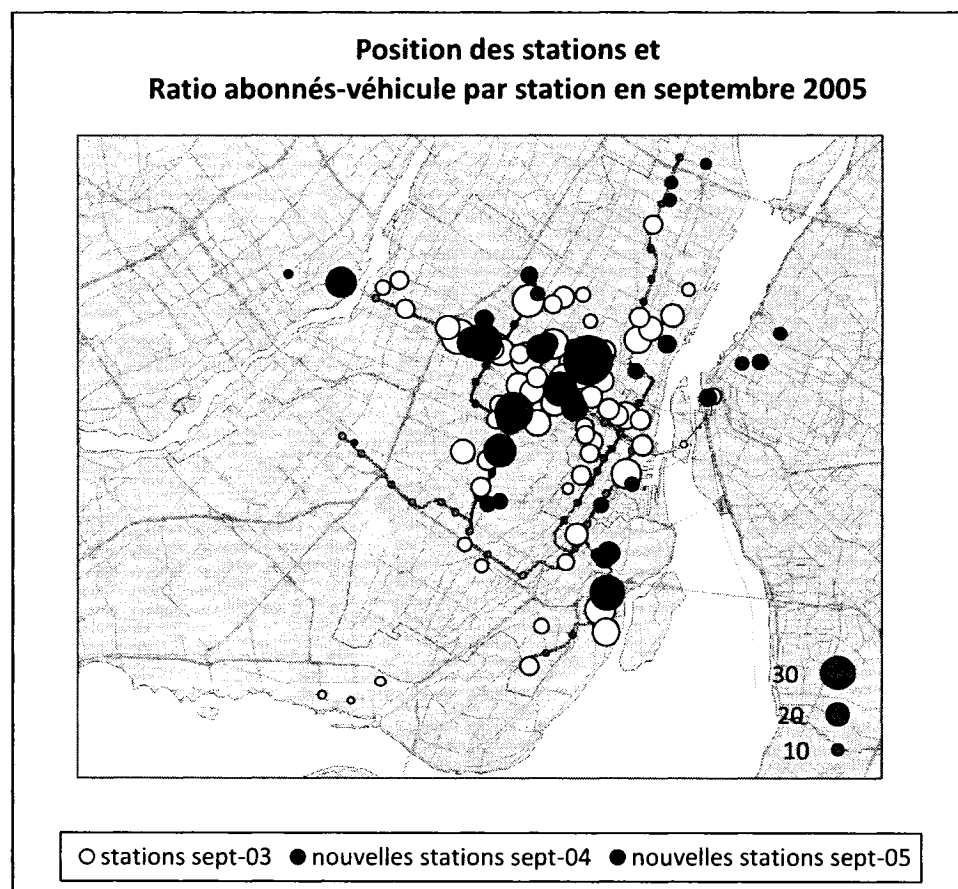 Position des stations et
Ratio abonnés-véhicule par station en septembre 2005
30
20
10
○ stations sept-03 ● nouvelles stations sept-04 ● nouvelles stations sept-05